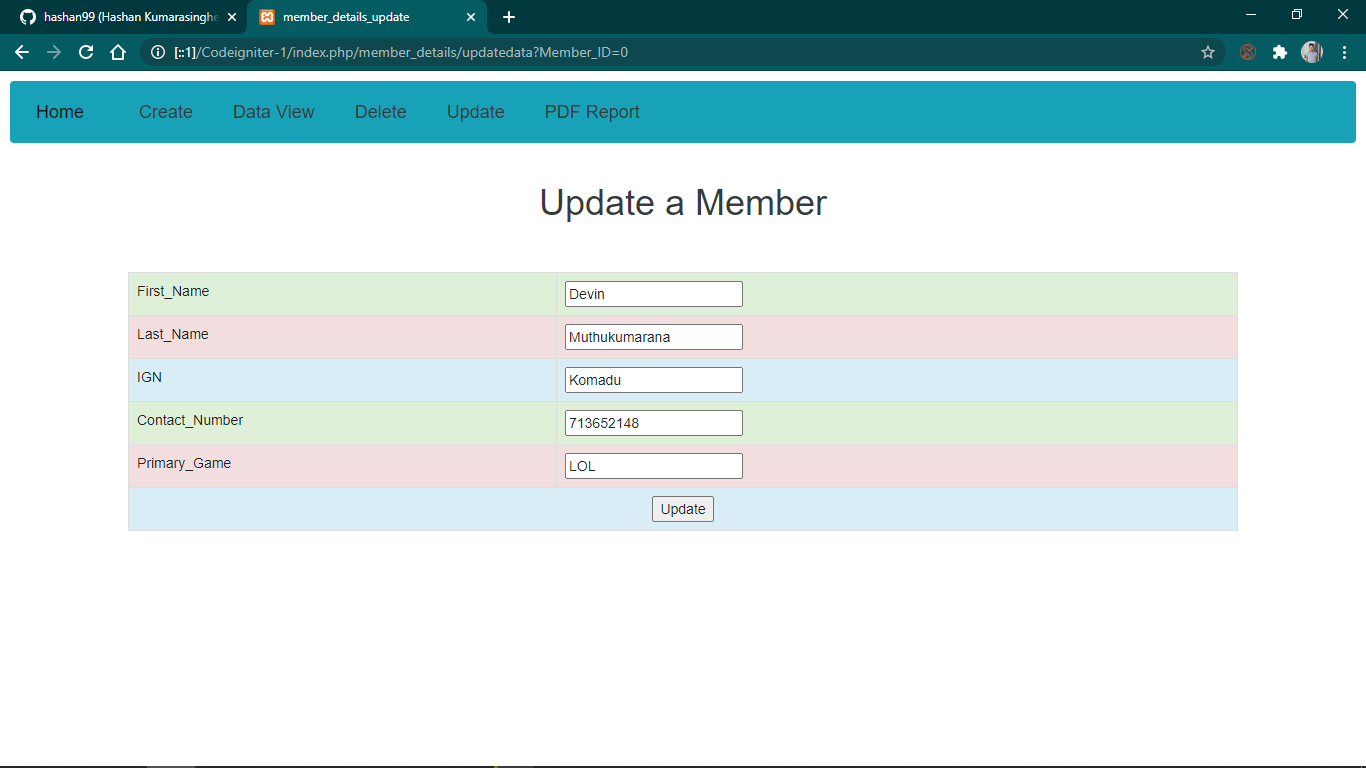 hashan99 (Hashan Kumarasinghe
member_details_update
[::1]/Codeigniter-1/index.php/member_details/updatedata?Member_ID=0
Home Create Data View Delete Update PDF Report
Update a Member
First_Name Devin
Last_Name Muthukumarana
IGN Komadu
Contact_Number 713652148
Primary_Game LOL
Update